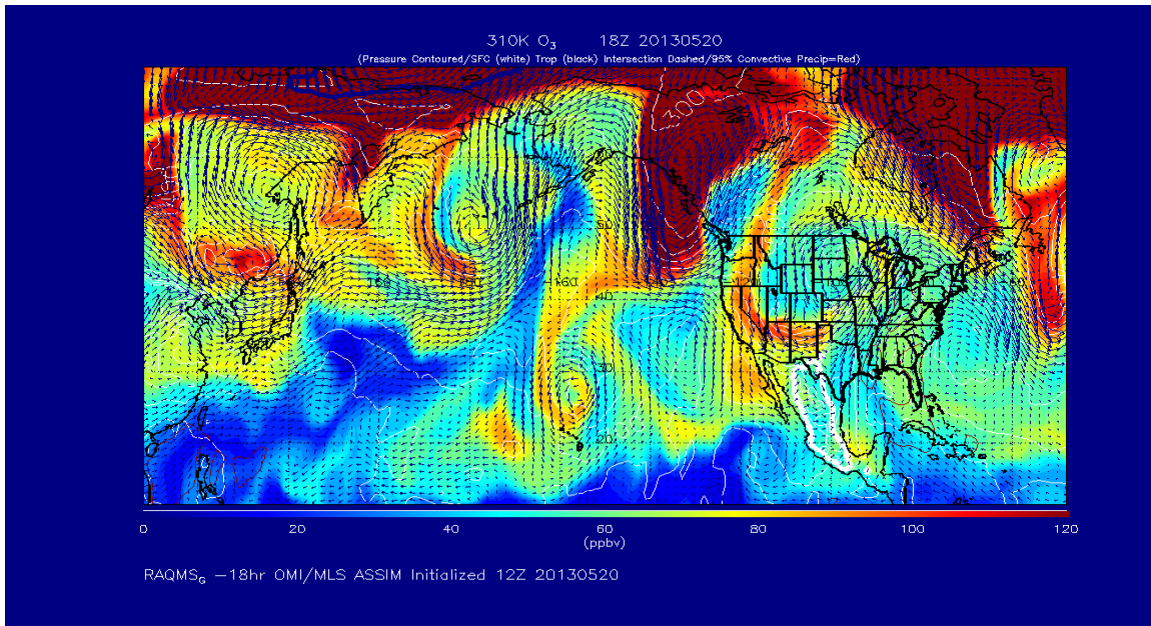 310K O₃ 18Z 20130520
(Pressure Contoured/SFC (white) Trop (black) Intersection Dashed/95% Convective Precip=Red)
300
0 20 40 60 80 100 120
(ppbv)
RAQMS_G −18hr OMI/MLS ASSIM Initialized 12Z 20130520